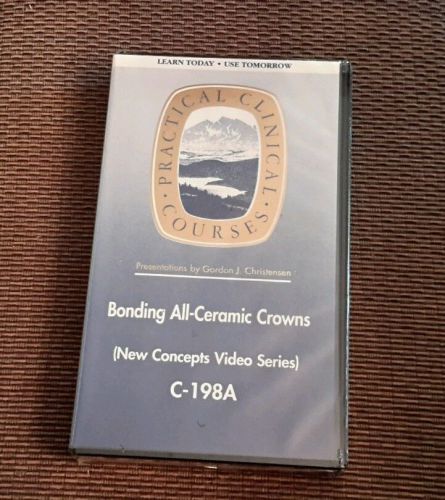 LEARN TODAY • USE TOMORROW
• PRACTICAL CLINICAL •
COURSES
Presentations by Gordon J. Christensen
Bonding All-Ceramic Crowns
(New Concepts Video Series)
C-198A